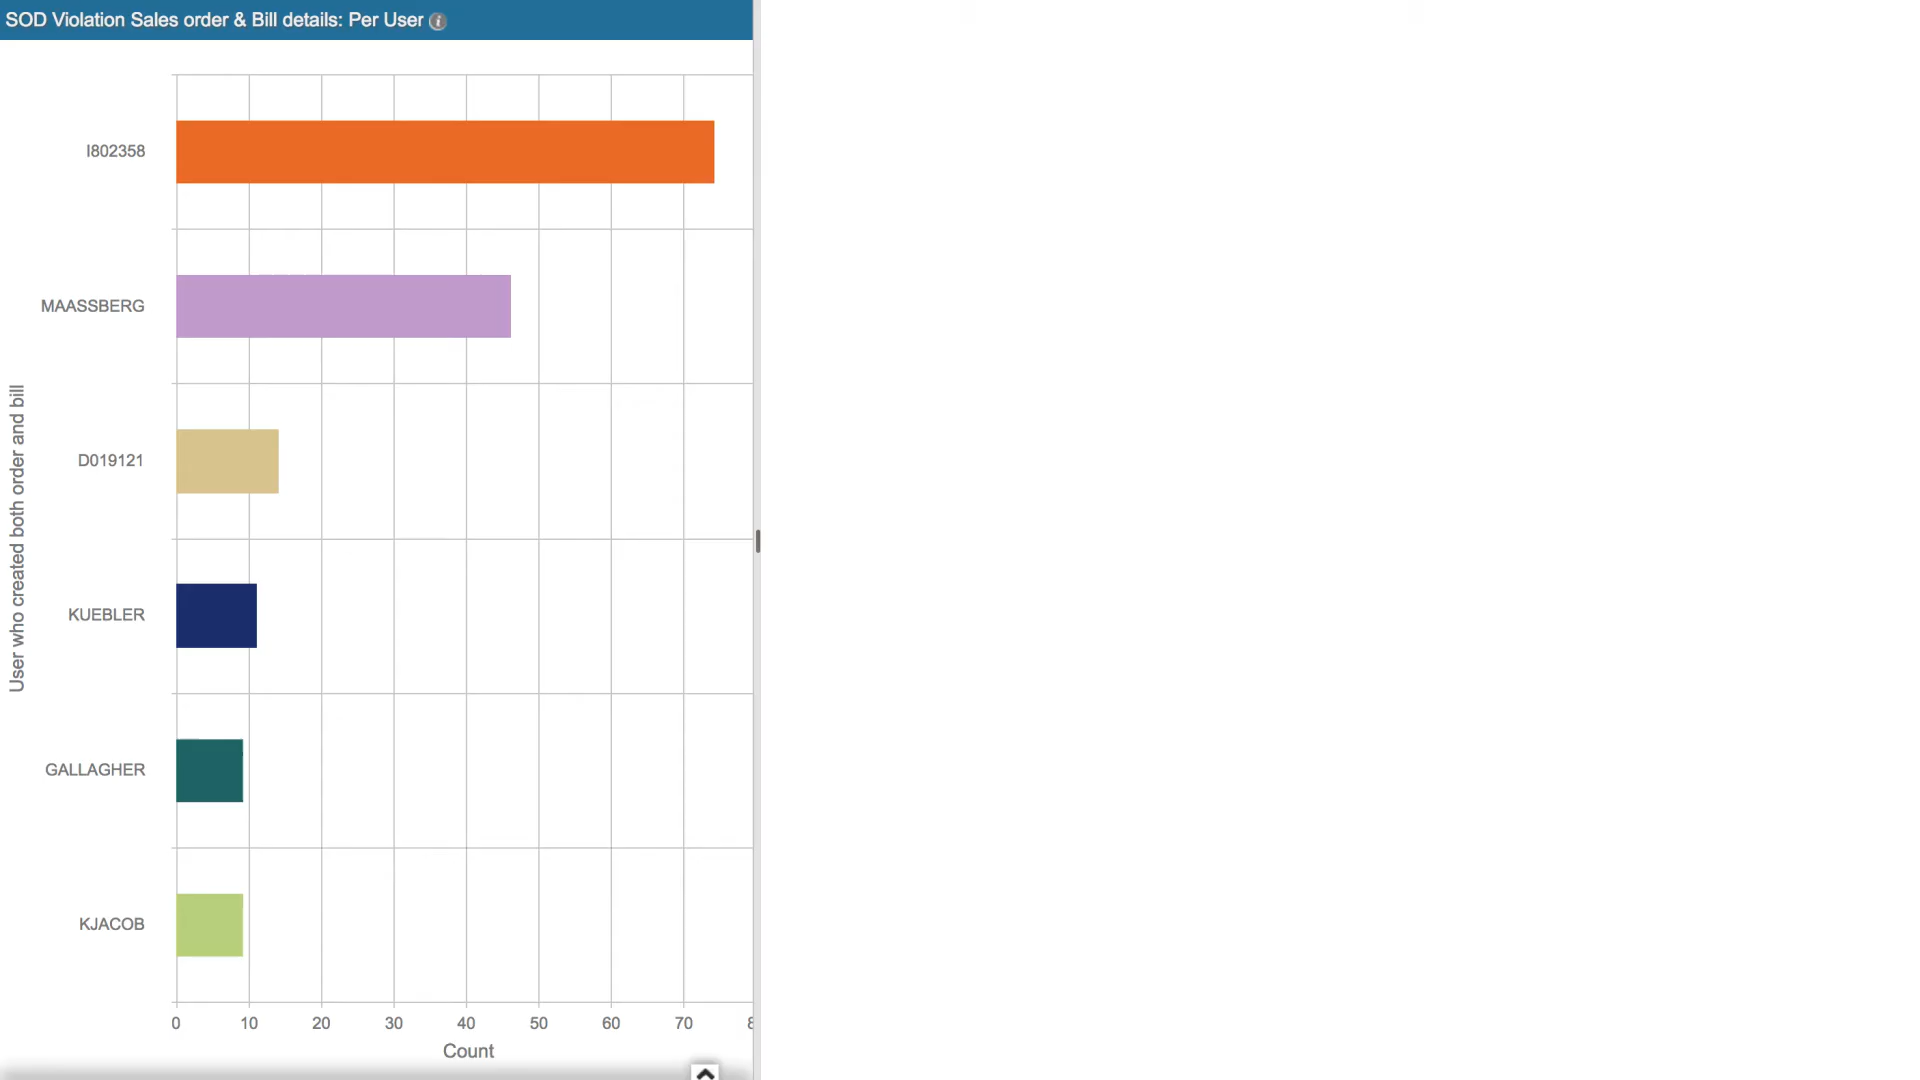 SOD Violation Sales order & Bill details: Per User
I802358
MAASSBERG
D019121
KUEBLER
GALLAGHER
KJACOB
User who created both order and bill
0 10 20 30 40 50 60 70
Count